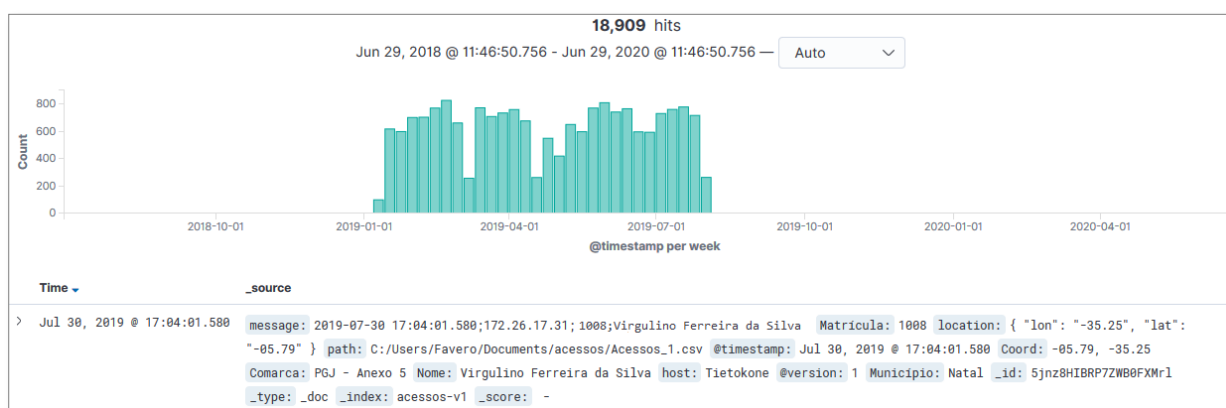 18,909 hits
Jun 29, 2018 @ 11:46:50.756 - Jun 29, 2020 @ 11:46:50.756 — Auto
800
600
400
200
0
Count
2018-10-01 2019-01-01 2019-04-01 2019-07-01 2019-10-01 2020-01-01 2020-04-01
@timestamp per week
Time _source
Jul 30, 2019 @ 17:04:01.580 message: 2019-07-30 17:04:01.580;172.26.17.31; 1008;Virgulino Ferreira da Silva Matrícula: 1008 location: { "lon": "-35.25", "lat":
"-05.79" } path: C:/Users/Favero/Documents/acessos/Acessos_1.csv @timestamp: Jul 30, 2019 @ 17:04:01.580 Coord: -05.79, -35.25
Comarca: PGJ - Anexo 5 Nome: Virgulino Ferreira da Silva host: Tietokone @version: 1 Município: Natal _id: 5jnz8HIBRP7ZWB0FXMrl
_type: _doc _index: acessos-v1 _score: -